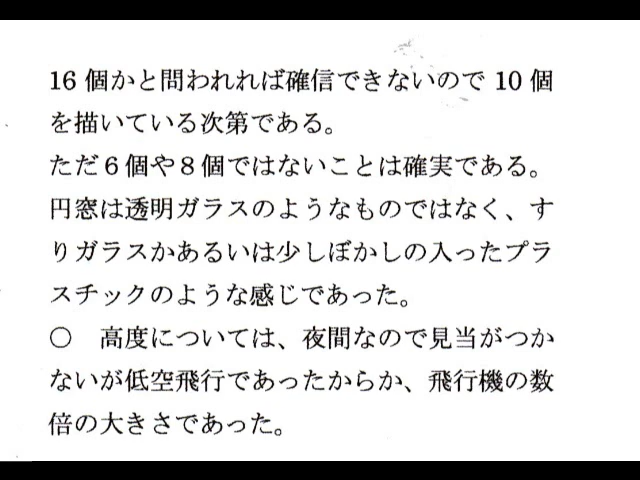 16 個かと問われれば確信できないので 10 個
を描いている次第である。
ただ６個や８個ではないことは確実である。
円窓は透明ガラスのようなものではなく、す
りガラスかあるいは少しぼかしの入ったプラ
スチックのような感じであった。
〇　高度については、夜間なので見当がつか
ないが低空飛行であったからか、飛行機の数
倍の大きさであった。